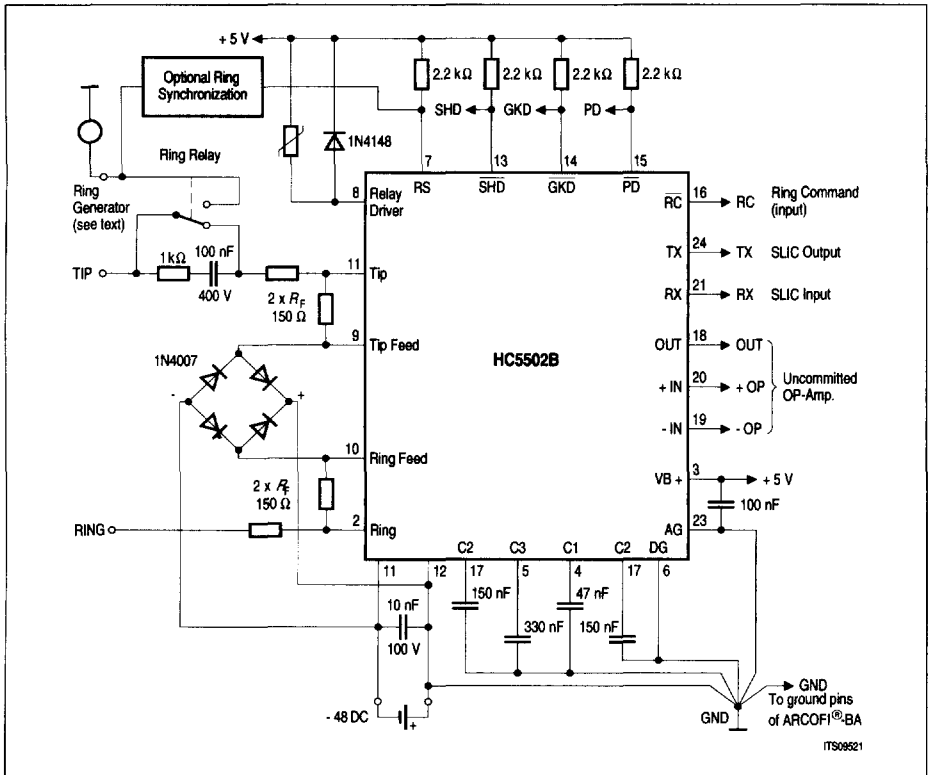 + 5 V
2.2 kΩ
2.2 kΩ
2.2 kΩ
2.2 kΩ
Optional Ring
Synchronization
SHD
GKD
PD
1N4148
Ring Relay
7
13
14
15
RS
SHD
GKD
PD
Ring
Generator
(see text)
8
Relay
Driver
RC
16
RC
Ring Command
(input)
TX
24
TX
SLIC Output
TIP
1 kΩ
100 nF
400 V
2 x RF
150 Ω
11
Tip
RX
21
RX
SLIC Input
9
Tip Feed
HC5502B
OUT
18
OUT
+ IN
20
+ OP
Uncommitted
OP-Amp.
- IN
19
- OP
1N4007
-
+
10
Ring Feed
VB +
3
+ 5 V
100 nF
2 x RF
150 Ω
RING
2
Ring
AG
23
C2
C3
C1
C2
DG
11
12
17
5
4
17
6
10 nF
100 V
150 nF
330 nF
47 nF
150 nF
- 48 DC
+
GND
GND
To ground pins
of ARCOFI®-BA
ITS09521